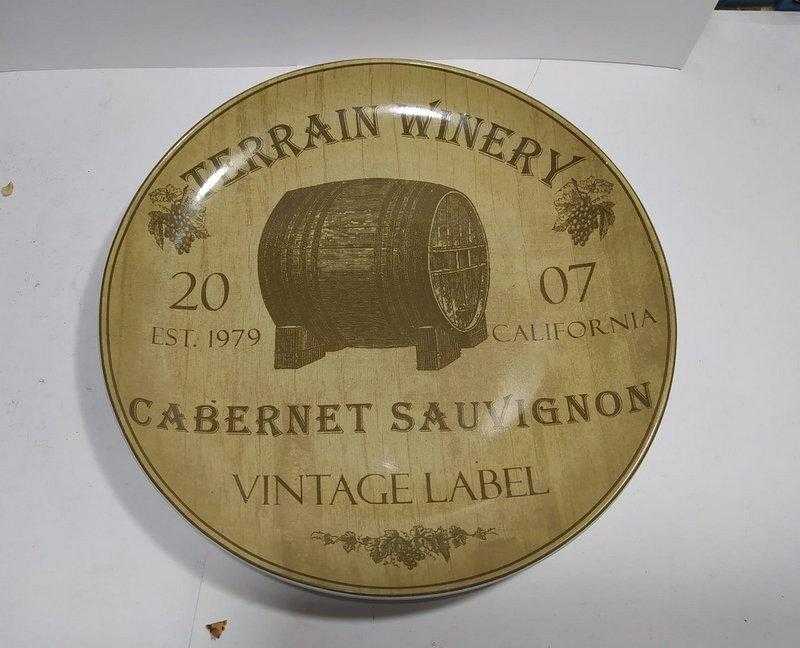 TERRAIN WINERY
20 07
EST. 1979 CALIFORNIA
CABERNET SAUVIGNON
VINTAGE LABEL